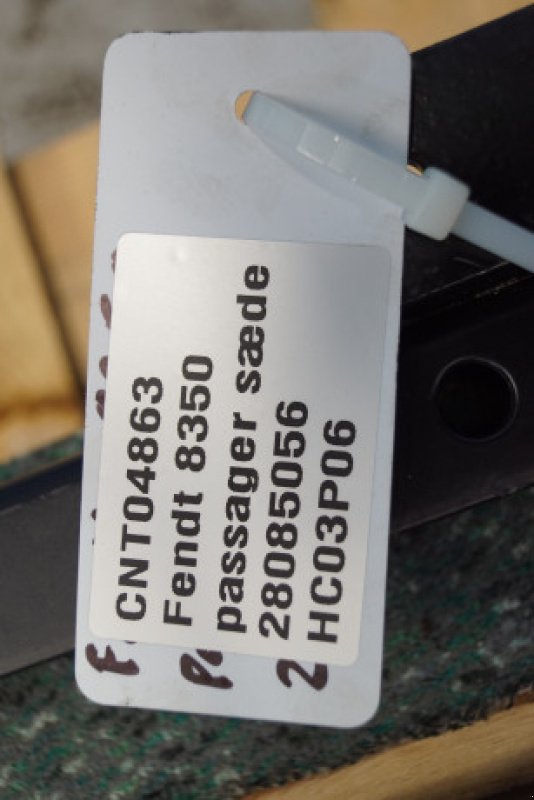 CNT04863
Fendt 8350
passager sæde
28085056
HC03P06